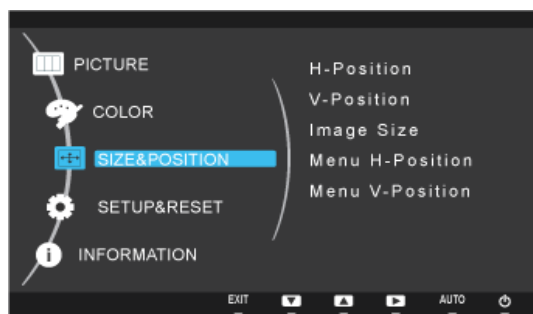 PICTURE
COLOR
SIZE&POSITION
SETUP&RESET
INFORMATION
H-Position
V-Position
Image Size
Menu H-Position
Menu V-Position
EXIT AUTO